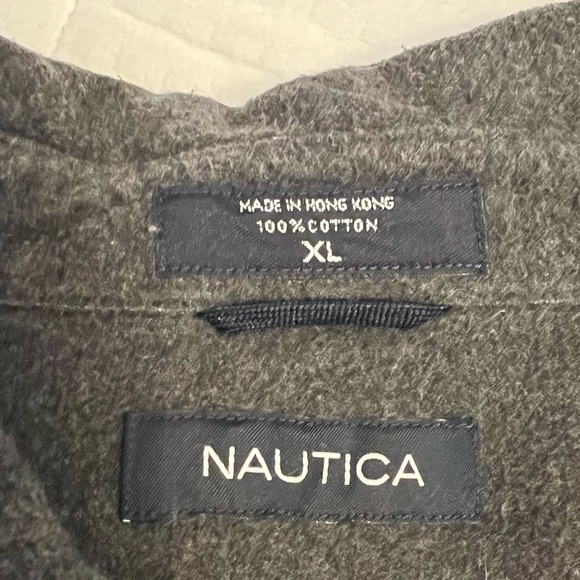 MADE IN HONG KONG
100% COTTON
XL
NAUTICA